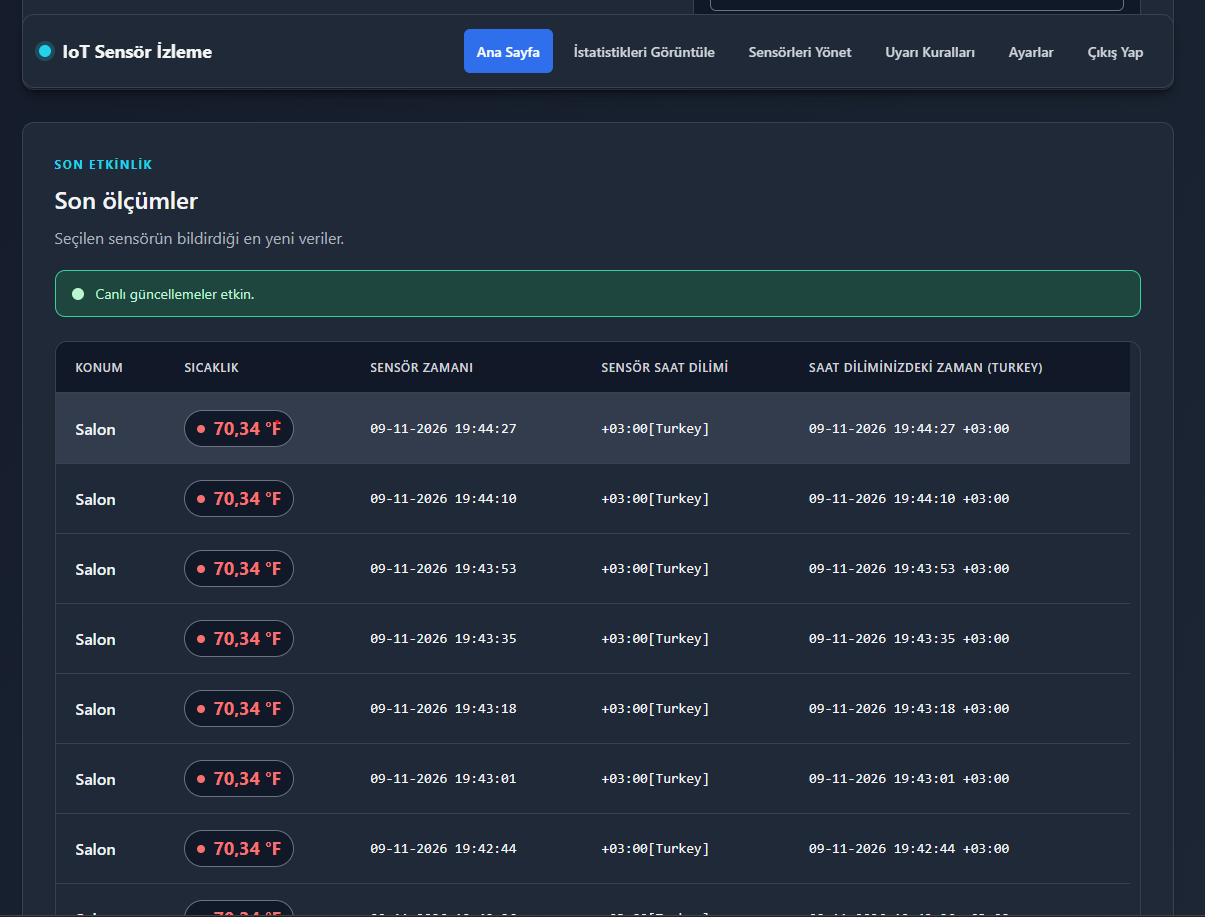 IoT Sensör İzleme
Ana Sayfa İstatistikleri Görüntüle Sensörleri Yönet Uyarı Kuralları Ayarlar Çıkış Yap
SON ETKİNLİK
Son ölçümler
Seçilen sensörün bildirdiği en yeni veriler.
Canlı güncellemeler etkin.
KONUM SICAKLIK SENSÖR ZAMANI SENSÖR SAAT DİLİMİ SAAT DİLİMİNİZDEKİ ZAMAN (TURKEY)
Salon 70,34 °F 09-11-2026 19:44:27 +03:00[Turkey] 09-11-2026 19:44:27 +03:00
Salon 70,34 °F 09-11-2026 19:44:10 +03:00[Turkey] 09-11-2026 19:44:10 +03:00
Salon 70,34 °F 09-11-2026 19:43:53 +03:00[Turkey] 09-11-2026 19:43:53 +03:00
Salon 70,34 °F 09-11-2026 19:43:35 +03:00[Turkey] 09-11-2026 19:43:35 +03:00
Salon 70,34 °F 09-11-2026 19:43:18 +03:00[Turkey] 09-11-2026 19:43:18 +03:00
Salon 70,34 °F 09-11-2026 19:43:01 +03:00[Turkey] 09-11-2026 19:43:01 +03:00
Salon 70,34 °F 09-11-2026 19:42:44 +03:00[Turkey] 09-11-2026 19:42:44 +03:00